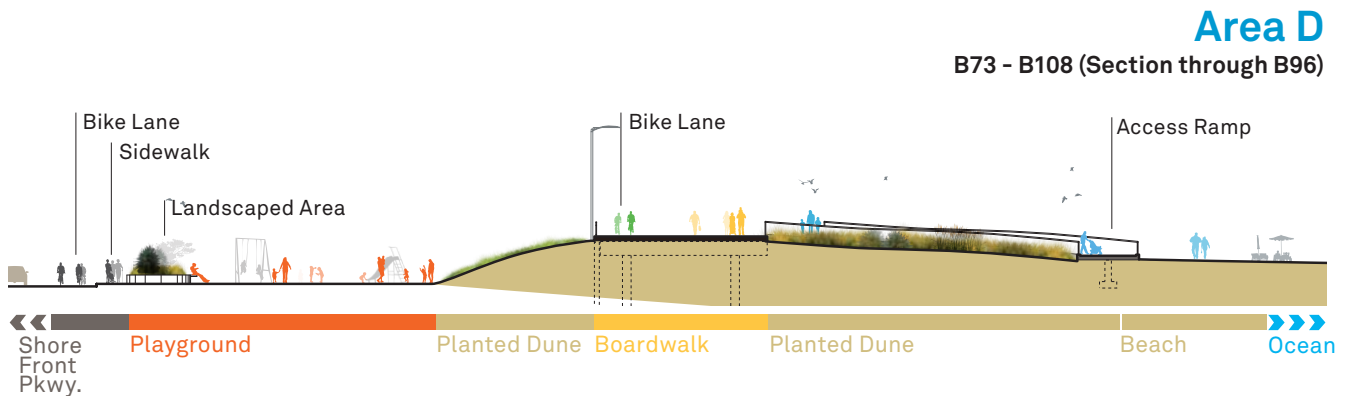 Area D
B73 - B108 (Section through B96)
Bike Lane
Sidewalk
Landscaped Area
Bike Lane
Access Ramp
Shore
Front
Pkwy.
Playground
Planted Dune
Boardwalk
Planted Dune
Beach
Ocean